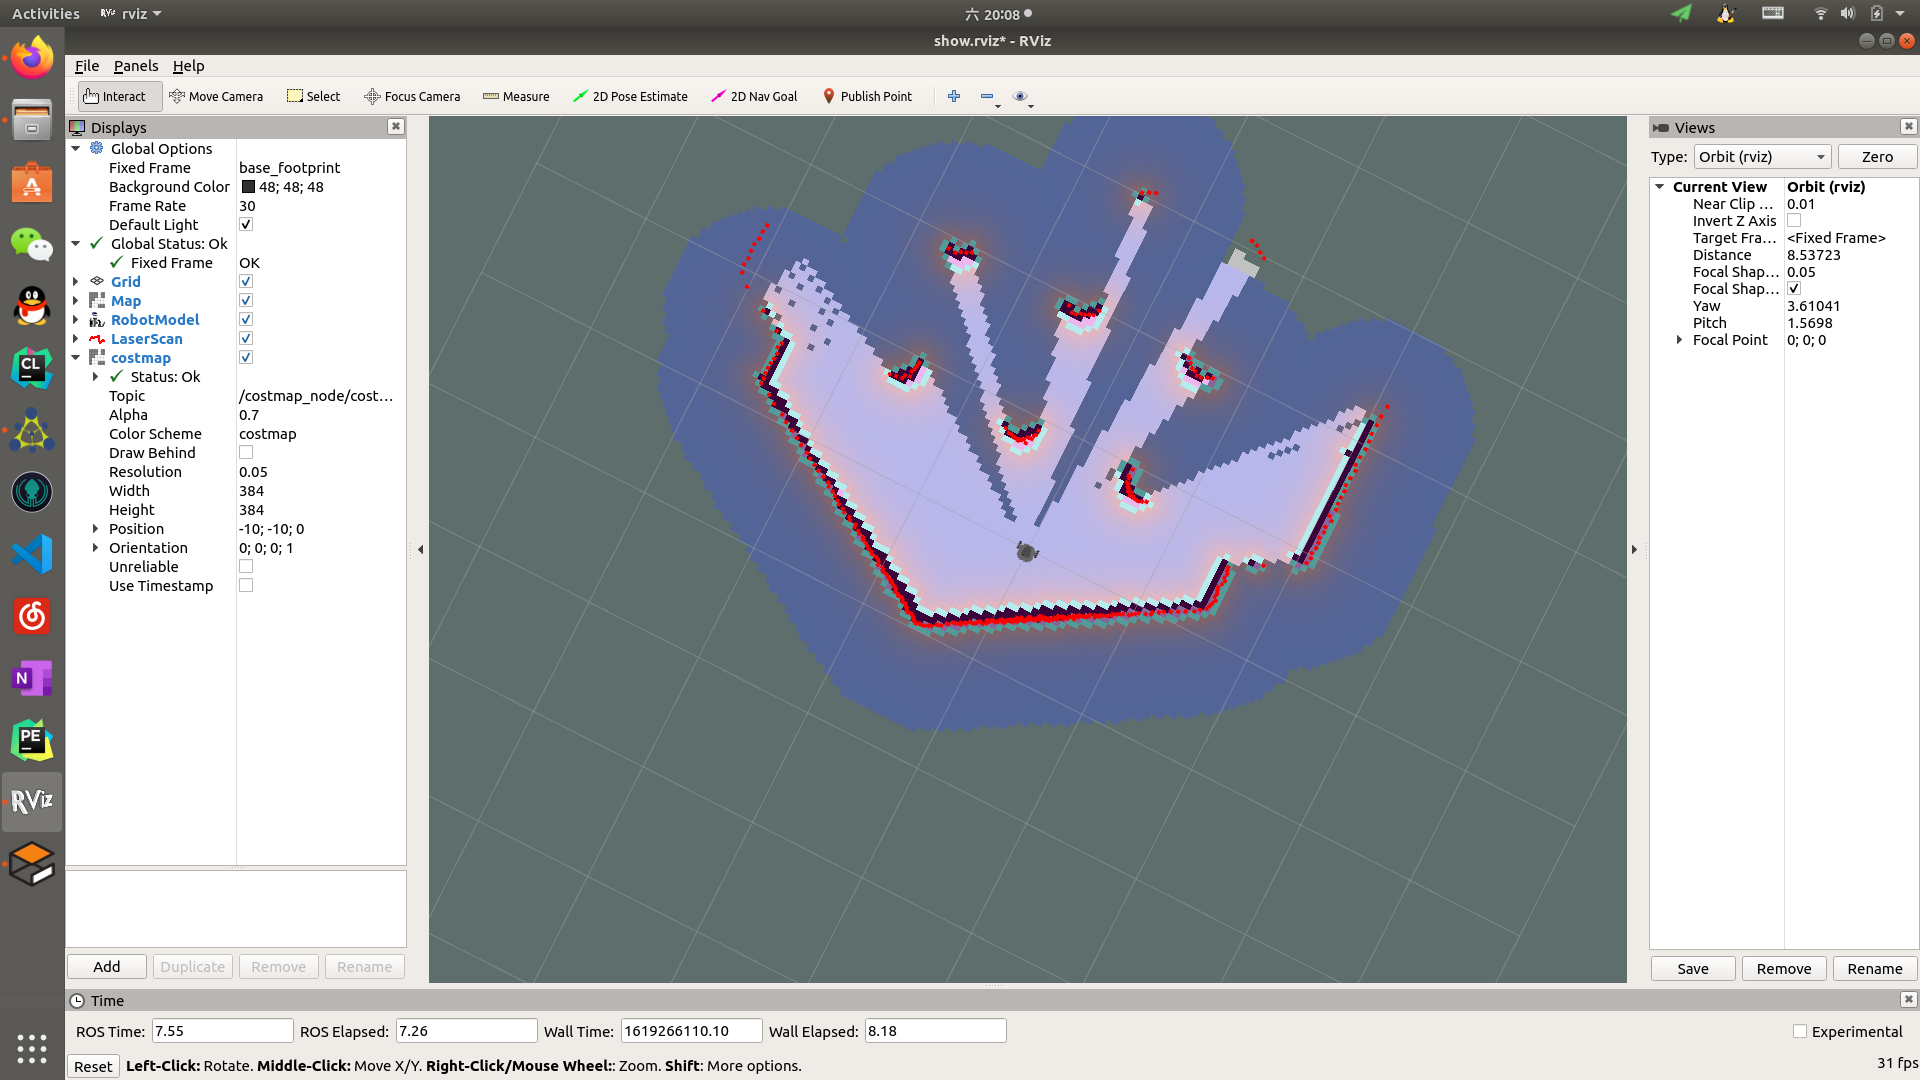 Activities
RViz rviz
六 20:08
show.rviz* - RViz
File Panels Help
Interact Move Camera Select Focus Camera Measure 2D Pose Estimate 2D Nav Goal Publish Point
Displays
Global Options
Fixed Frame base_footprint
Background Color 48; 48; 48
Frame Rate 30
Default Light
Global Status: Ok
Fixed Frame OK
Grid
Map
RobotModel
LaserScan
costmap
Status: Ok
Topic /costmap_node/cost...
Alpha 0.7
Color Scheme costmap
Draw Behind
Resolution 0.05
Width 384
Height 384
Position -10; -10; 0
Orientation 0; 0; 0; 1
Unreliable
Use Timestamp
Add Duplicate Remove Rename
Views
Type: Orbit (rviz) Zero
Current View Orbit (rviz)
Near Clip ... 0.01
Invert Z Axis
Target Fra... <Fixed Frame>
Distance 8.53723
Focal Shap... 0.05
Focal Shap...
Yaw 3.61041
Pitch 1.5698
Focal Point 0; 0; 0
Save Remove Rename
CL
N
PE
RViz
Time
ROS Time: 7.55 ROS Elapsed: 7.26 Wall Time: 1619266110.10 Wall Elapsed: 8.18 Experimental
Reset Left-Click: Rotate. Middle-Click: Move X/Y. Right-Click/Mouse Wheel:: Zoom. Shift: More options. 31 fps